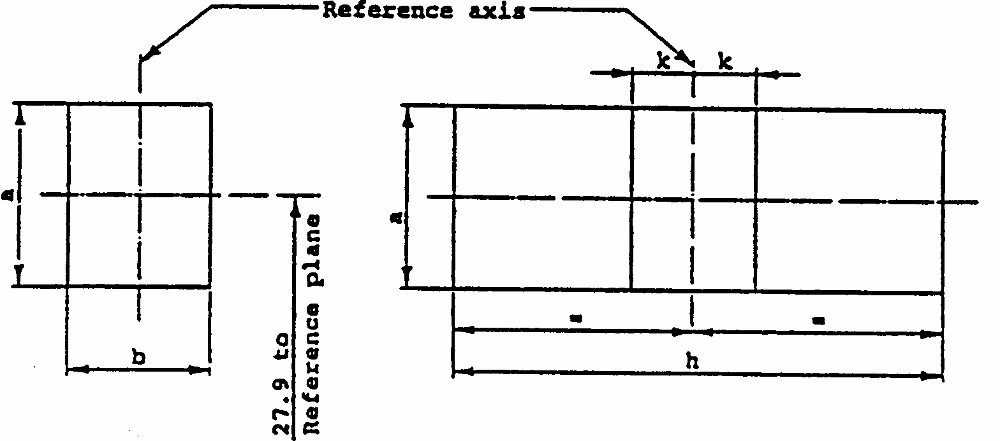 Reference axis
k k
a
a
27.9 to
Reference plane
= =
b
h